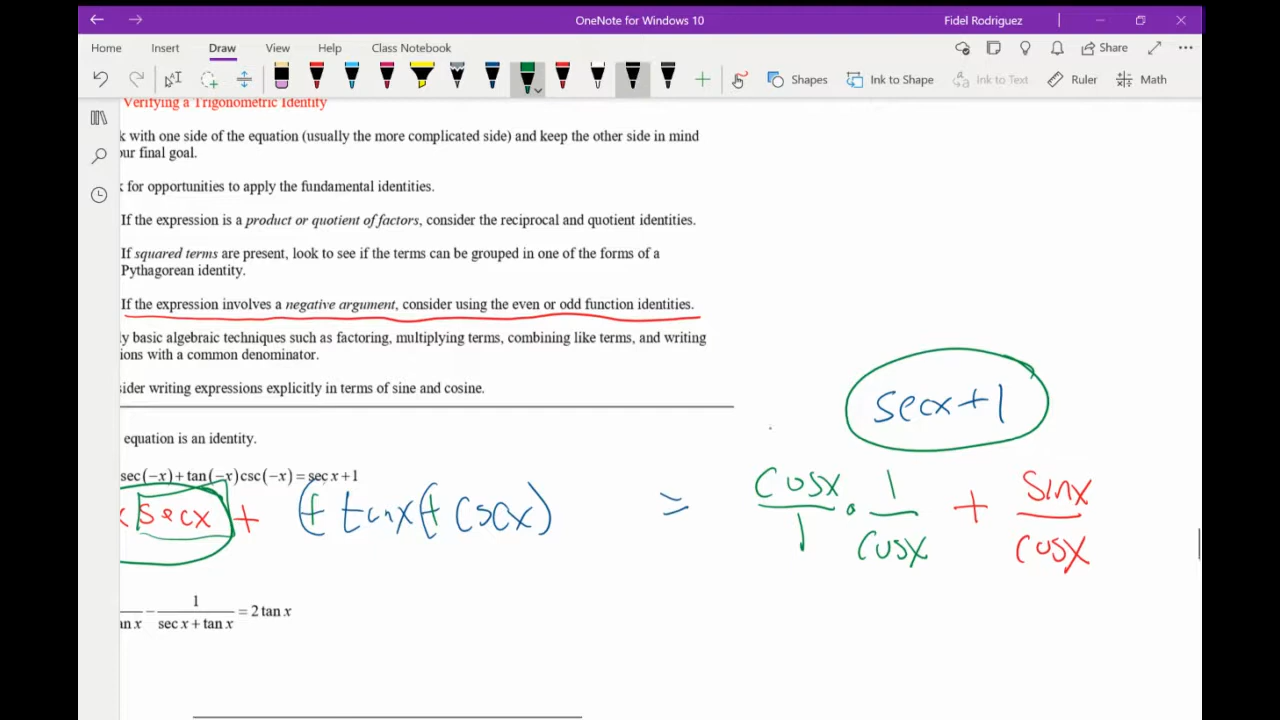 OneNote for Windows 10
Fidel Rodriguez
Home Insert Draw View Help Class Notebook Share
Shapes Ink to Shape Ink to Text Ruler Math
Verifying a Trigonometric Identity
k with one side of the equation (usually the more complicated side) and keep the other side in mind
our final goal.
k for opportunities to apply the fundamental identities.
If the expression is a product or quotient of factors, consider the reciprocal and quotient identities.
If squared terms are present, look to see if the terms can be grouped in one of the forms of a
Pythagorean identity.
If the expression involves a negative argument, consider using the even or odd function identities.
ly basic algebraic techniques such as factoring, multiplying terms, combining like terms, and writing
ions with a common denominator.
sider writing expressions explicitly in terms of sine and cosine.
secx+1
equation is an identity.
sec(−x)+tan(−x)csc(−x)=sec x+1
x secx + (+ tanx(+ cscx) = cosx/1 · 1/cosx + sinx/cosx
an x − 1/(sec x + tan x) = 2 tan x